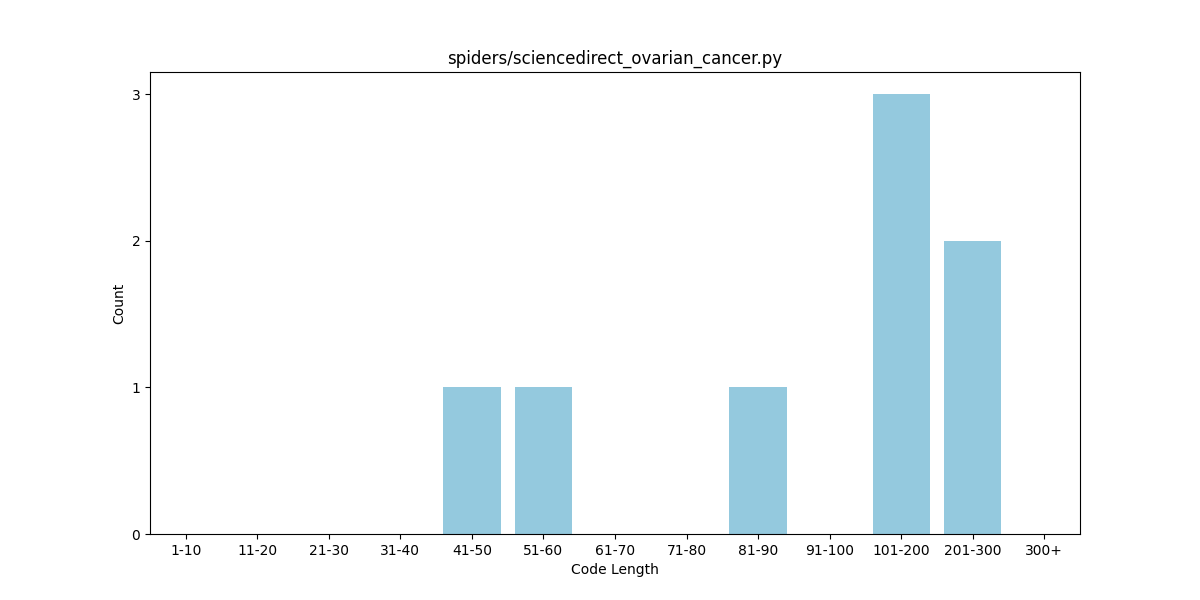 spiders/sciencedirect_ovarian_cancer.py
3
2
1
0
Count
1-10 11-20 21-30 31-40 41-50 51-60 61-70 71-80 81-90 91-100 101-200 201-300 300+
Code Length